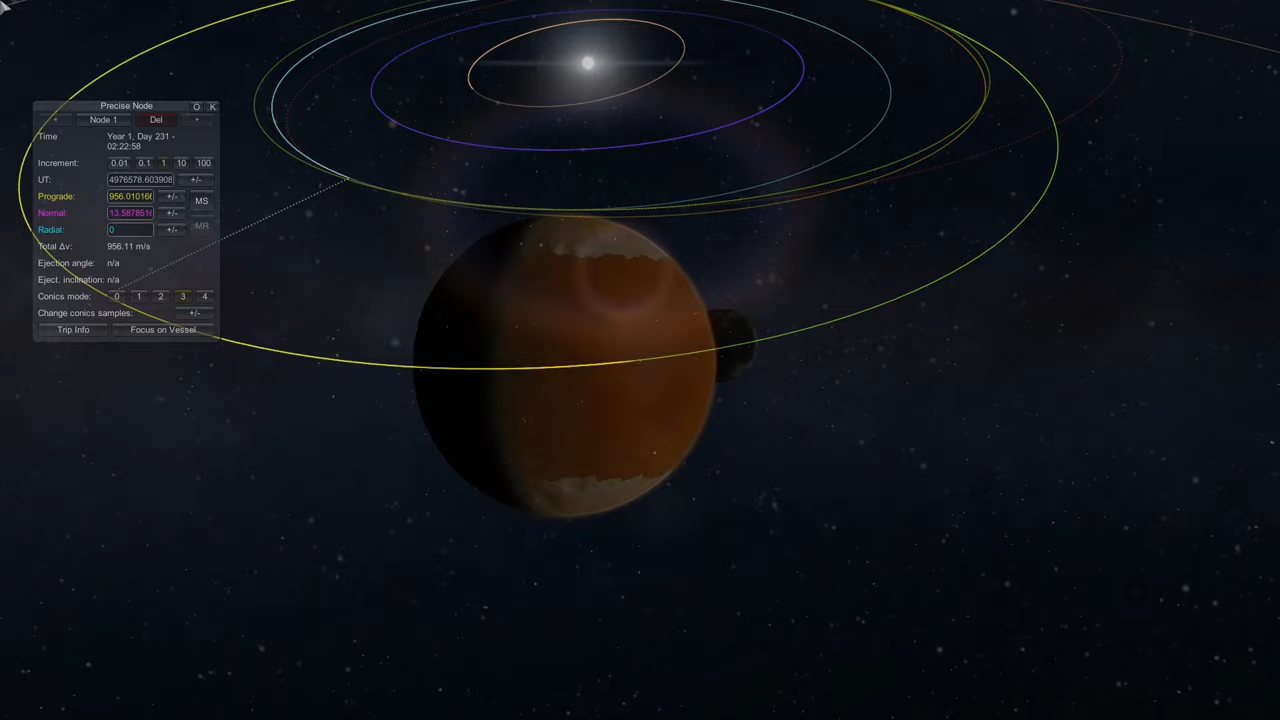 Precise Node O K
Node 1 Del
Time Year 1, Day 231 -
02:22:58
Increment: 0.01 0.1 1 10 100
UT: 4976578.603908 +/-
Prograde: 956.010166 +/-
MS
Normal: 13.5878516 +/-
MR
Radial: 0 +/-
Total Δv: 956.11 m/s
Ejection angle: n/a
Eject. inclination: n/a
Conics mode: 0 1 2 3 4
Change conics samples: +/-
Trip Info Focus on Vessel